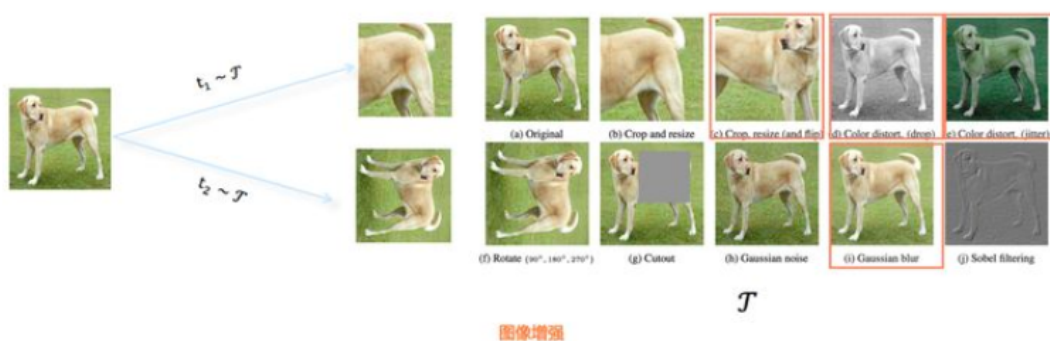 t₁ ~ 𝒯
t₂ ~ 𝒯
(a) Original
(b) Crop and resize
(c) Crop, resize (and flip)
(d) Color distort. (drop)
(e) Color distort. (jitter)
(f) Rotate {90°, 180°, 270°}
(g) Cutout
(h) Gaussian noise
(i) Gaussian blur
(j) Sobel filtering
𝒯
图像增强